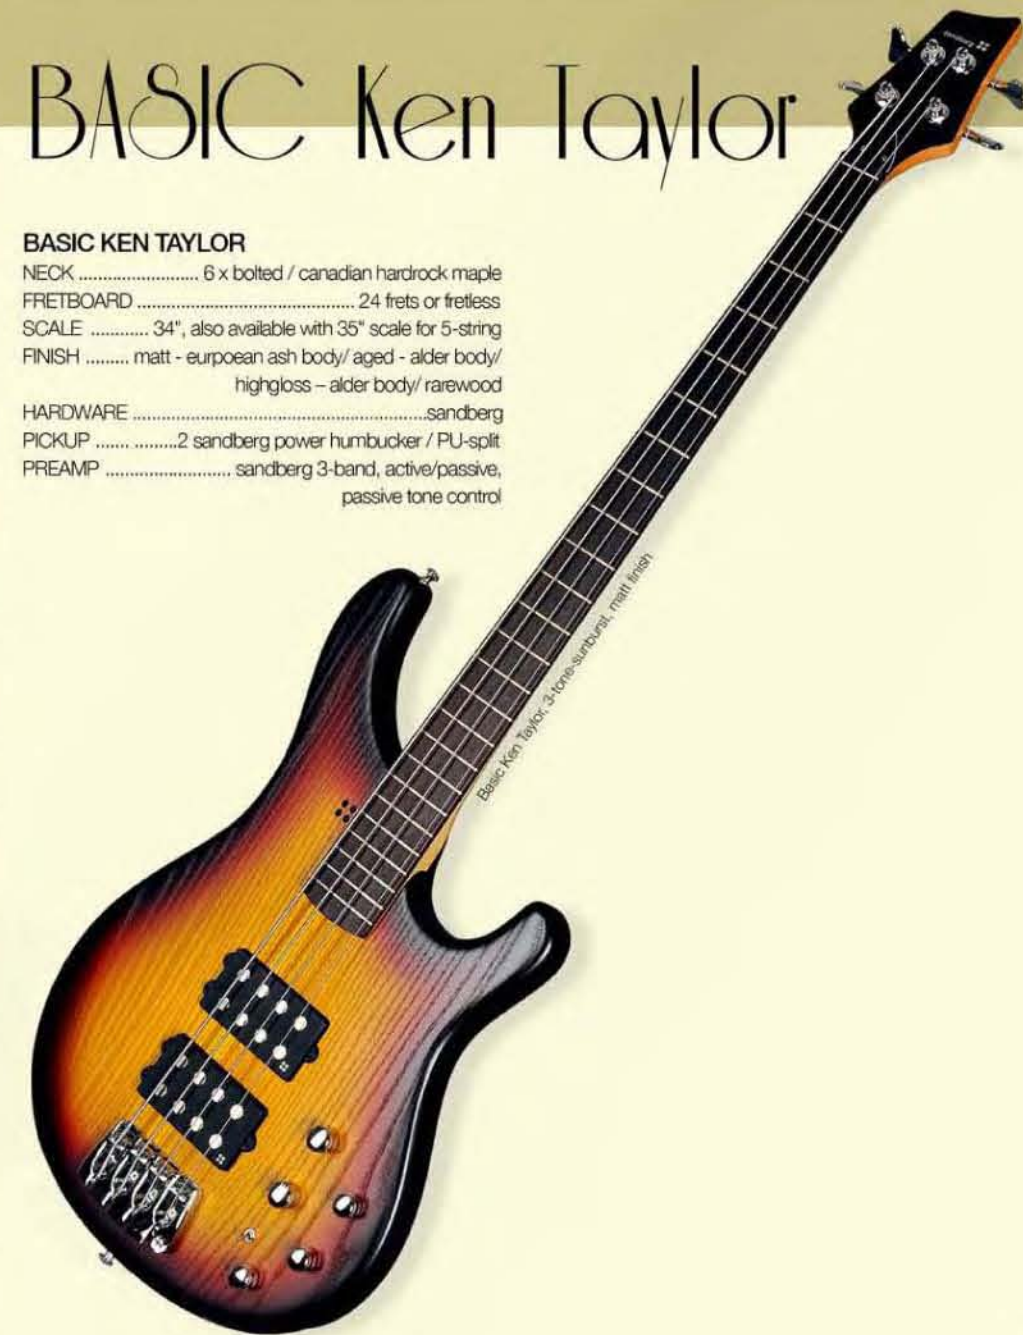 BASIC Ken Taylor
BASIC KEN TAYLOR
NECK .......................... 6 x bolted / canadian hardrock maple
FRETBOARD ............................................... 24 frets or fretless
SCALE ............ 34", also available with 35" scale for 5-string
FINISH ......... matt - eurpoean ash body/ aged - alder body/
highgloss – alder body/ rarewood
HARDWARE ................................................................sandberg
PICKUP ....... .........2 sandberg power humbucker / PU-split
PREAMP ........................... sandberg 3-band, active/passive,
passive tone control
Basic Ken Taylor, 3-tone-sunburst, matt finish
sandberg